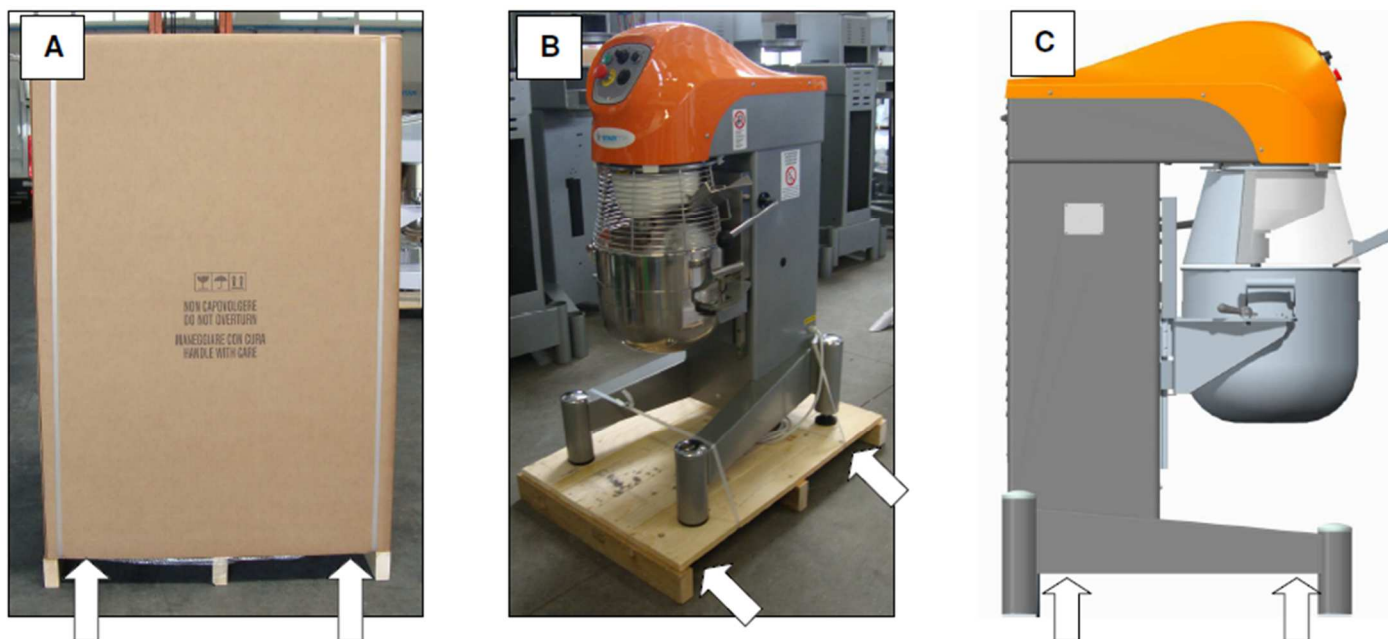 A
NON CAPOVOLGERE
DO NOT OVERTURN
MANEGGIARE CON CURA
HANDLE WITH CARE
B
C